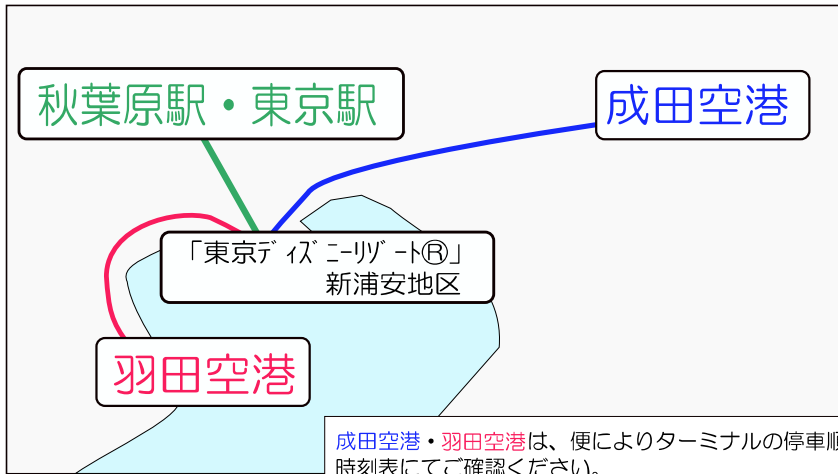 秋葉原駅・東京駅
成田空港
「東京ディズニーリゾート®」
新浦安地区
羽田空港
成田空港・羽田空港は、便によりターミナルの停車順
時刻表にてご確認ください。